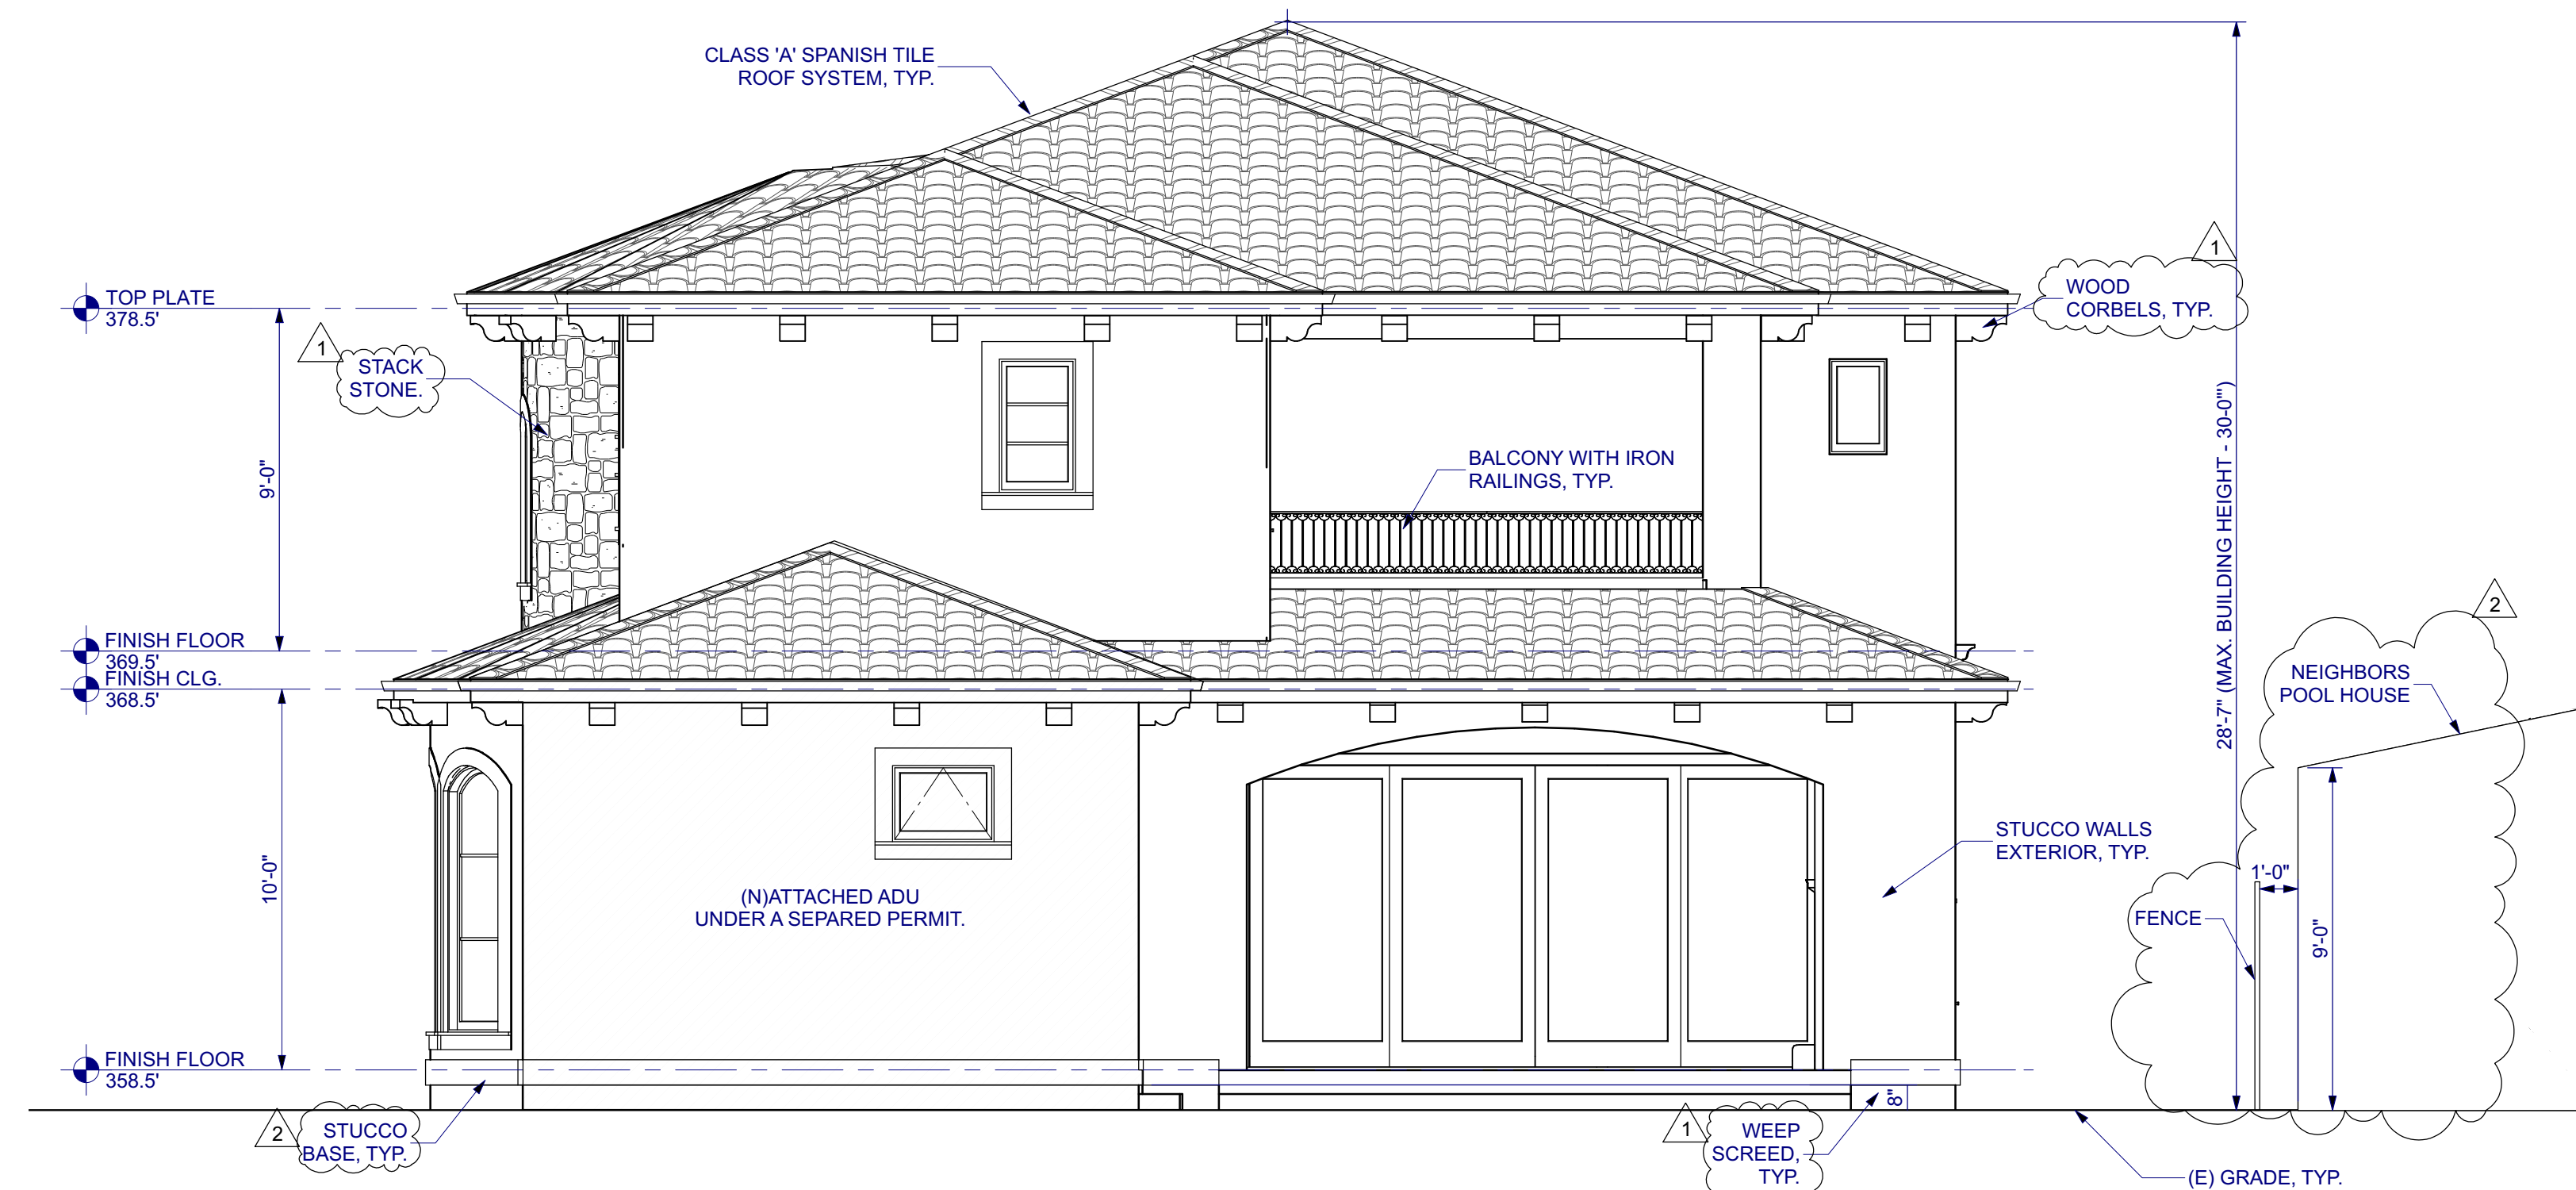 CLASS 'A' SPANISH TILE
ROOF SYSTEM, TYP.
1
WOOD
CORBELS, TYP.
TOP PLATE
378.5'
1
STACK
STONE.
9'-0"
BALCONY WITH IRON
RAILINGS, TYP.
28'-7" (MAX. BUILDING HEIGHT - 30-0"')
2
NEIGHBORS
POOL HOUSE
FINISH FLOOR
369.5'
FINISH CLG.
368.5'
10'-0"
STUCCO WALLS
EXTERIOR, TYP.
1'-0"
(N)ATTACHED ADU
UNDER A SEPARED PERMIT.
FENCE
9'-0"
FINISH FLOOR
358.5'
8"
2
STUCCO
BASE, TYP.
1
WEEP
SCREED,
TYP.
(E) GRADE, TYP.